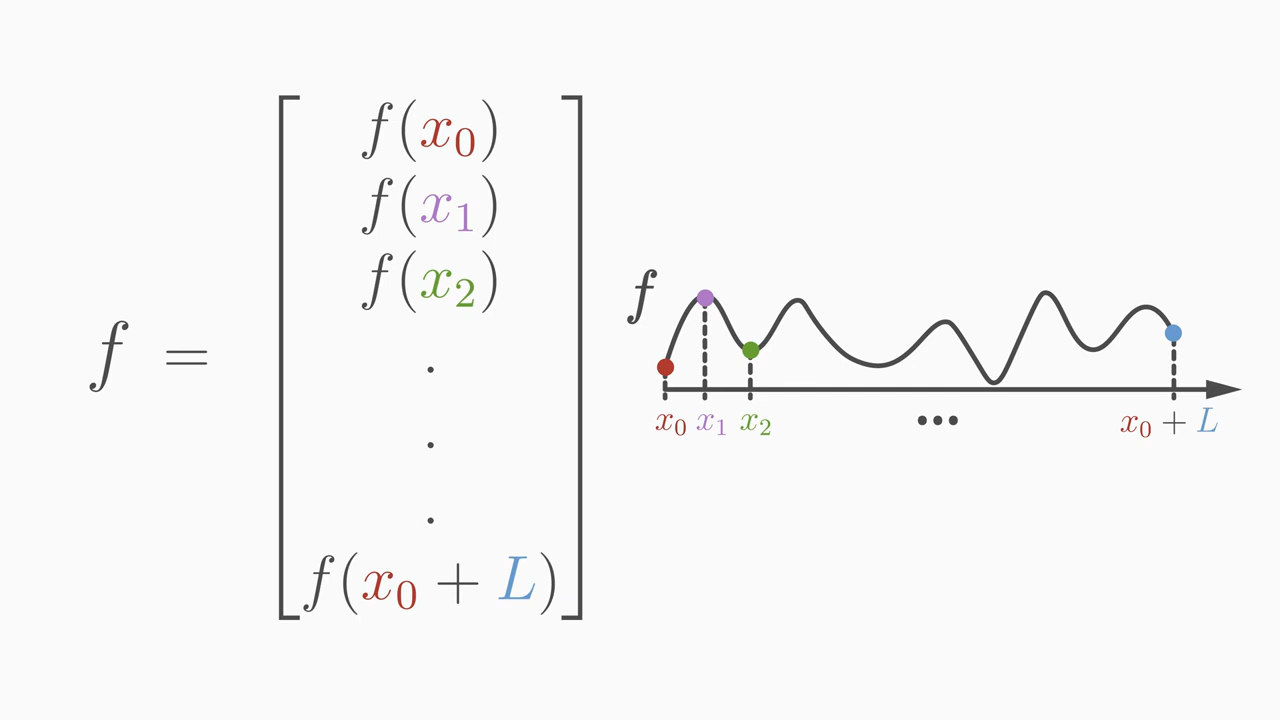 f(x₀)
f(x₁)
f(x₂)
.
.
.
f(x₀ + L)
f =
f
x₀ x₁ x₂ ••• x₀ + L